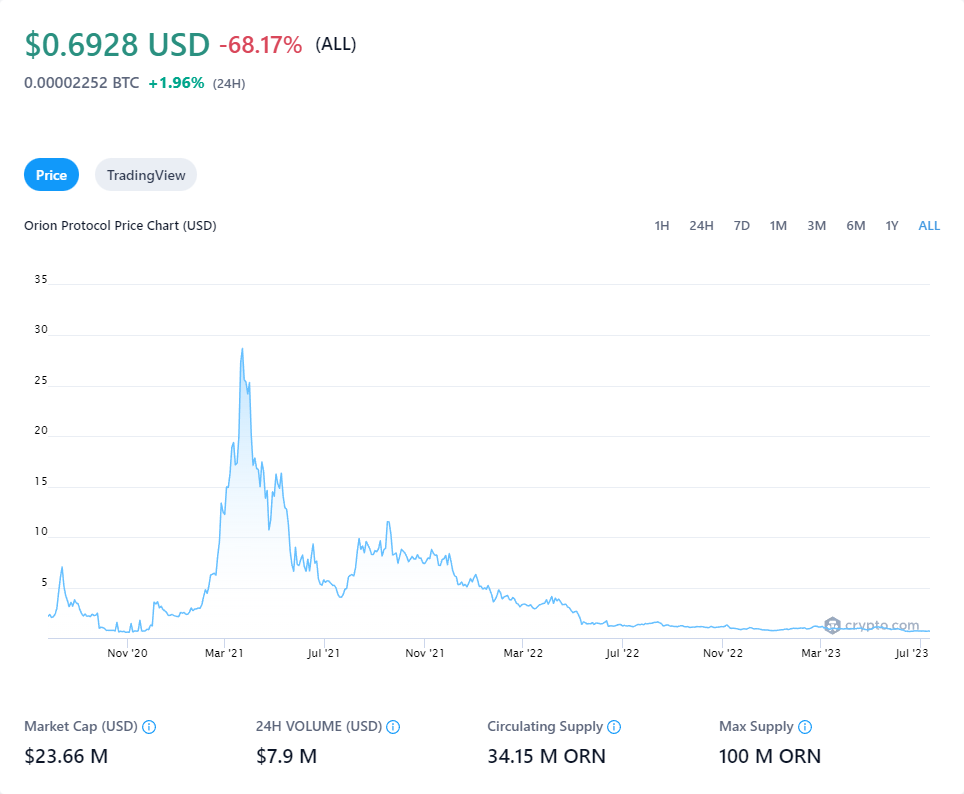 $0.6928 USD -68.17% (ALL)
0.00002252 BTC +1.96% (24H)
Price TradingView
Orion Protocol Price Chart (USD) 1H 24H 7D 1M 3M 6M 1Y ALL
35
30
25
20
15
10
5
crypto.com
Nov '20 Mar '21 Jul '21 Nov '21 Mar '22 Jul '22 Nov '22 Mar '23 Jul '23
Market Cap (USD) 24H VOLUME (USD) Circulating Supply Max Supply
$23.66 M $7.9 M 34.15 M ORN 100 M ORN